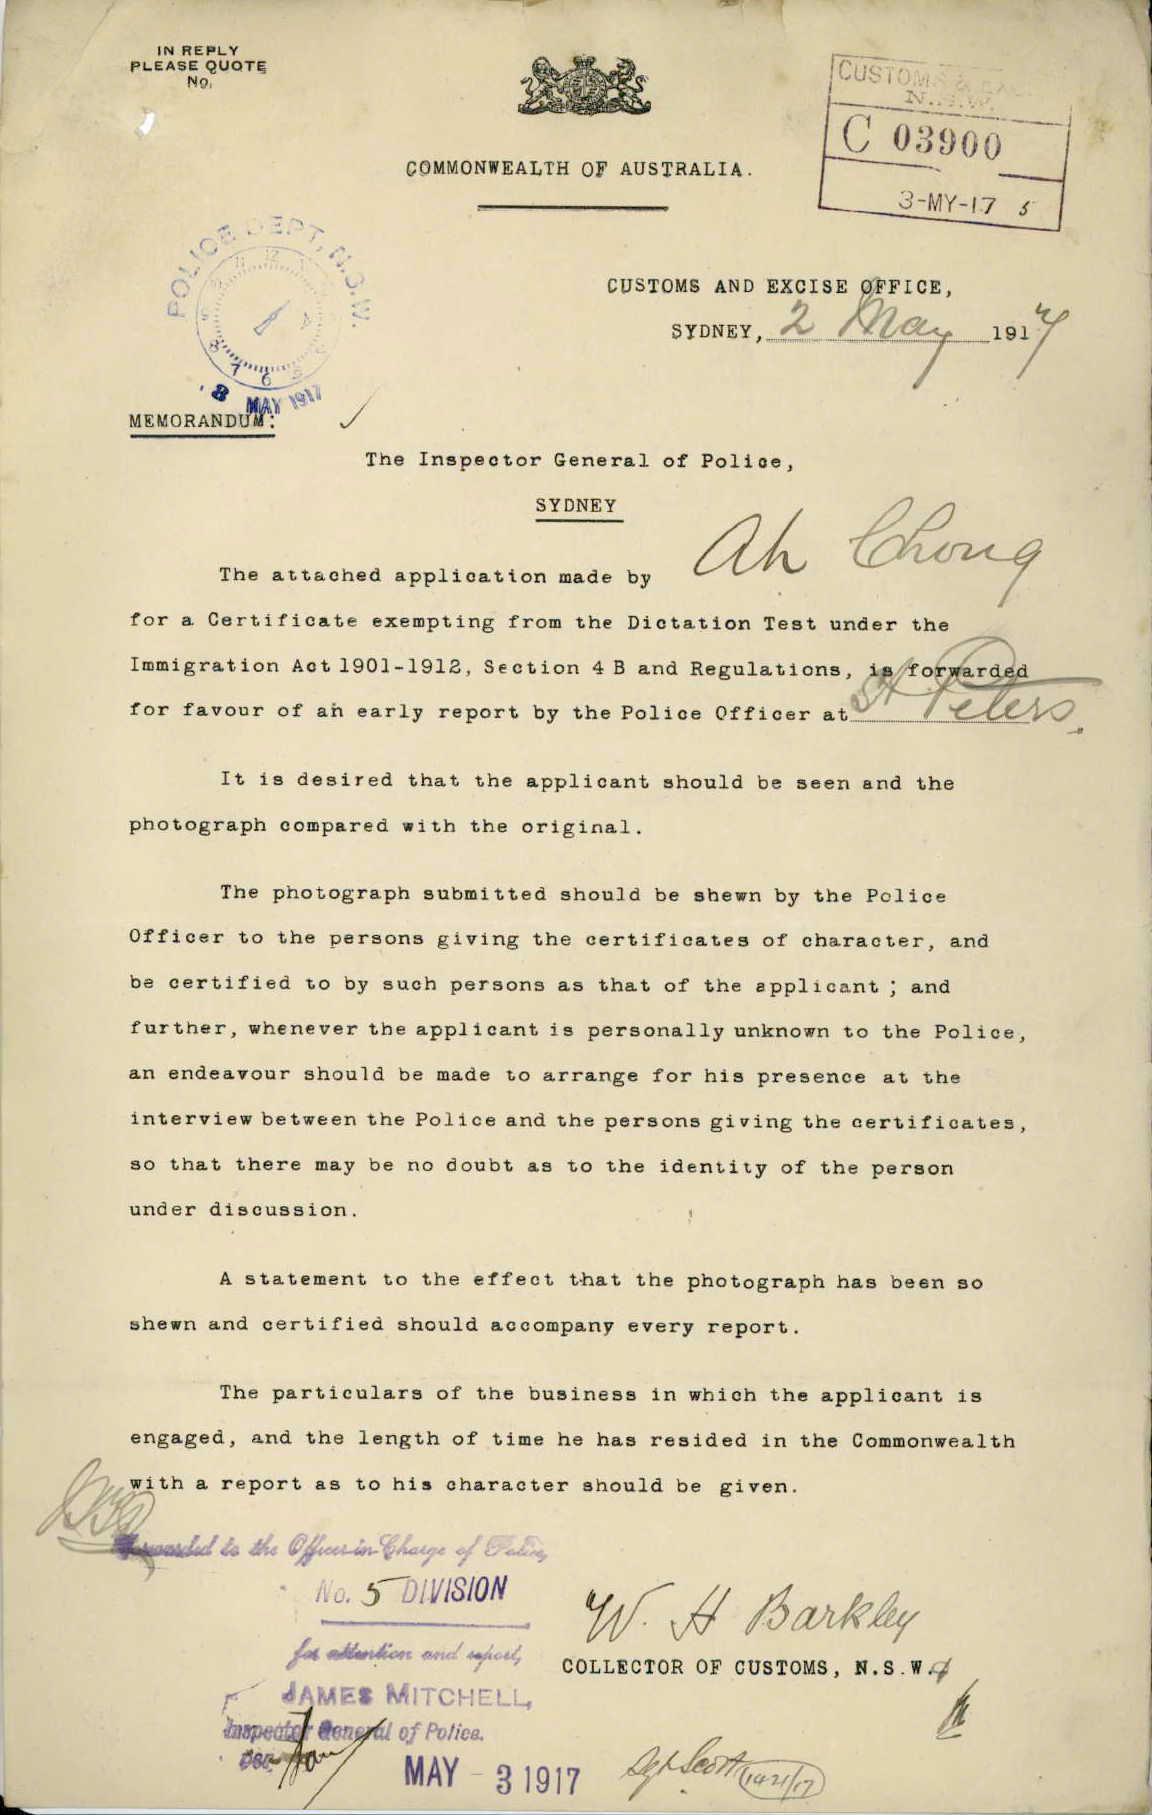 IN REPLY
PLEASE QUOTE
No.
CUSTOMS & EXC
N.S.W.
C 03900
3-MY-17 5
COMMONWEALTH OF AUSTRALIA.
POLICE DEPT, N.S.W.
8 MAY 1917
CUSTOMS AND EXCISE OFFICE,
SYDNEY, 2 May 1917
MEMORANDUM:
The Inspector General of Police,
SYDNEY
The attached application made by Ah Chong
for a Certificate exempting from the Dictation Test under the
Immigration Act 1901-1912, Section 4 B and Regulations, is forwarded
for favour of an early report by the Police Officer at St Peters.
It is desired that the applicant should be seen and the
photograph compared with the original.
The photograph submitted should be shewn by the Police
Officer to the persons giving the certificates of character, and
be certified to by such persons as that of the applicant ; and
further, whenever the applicant is personally unknown to the Police,
an endeavour should be made to arrange for his presence at the
interview between the Police and the persons giving the certificates,
so that there may be no doubt as to the identity of the person
under discussion.
A statement to the effect that the photograph has been so
shewn and certified should accompany every report.
The particulars of the business in which the applicant is
engaged, and the length of time he has resided in the Commonwealth
with a report as to his character should be given.
Forwarded to the Officer-in-Charge of Police,
No. 5 DIVISION
for attention and report,
JAMES MITCHELL,
Inspector General of Police.
per
MAY - 3 1917
W. H Barkley
COLLECTOR OF CUSTOMS, N.S.W.
Sgt Scott